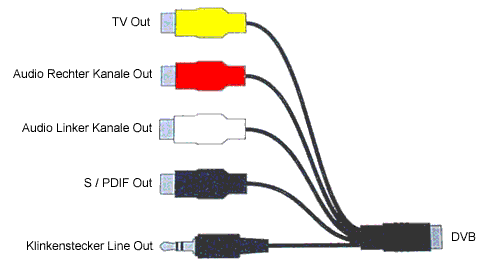 TV Out
Audio Rechter Kanale Out
Audio Linker Kanale Out
S / PDIF Out
DVB
Klinkenstecker Line Out